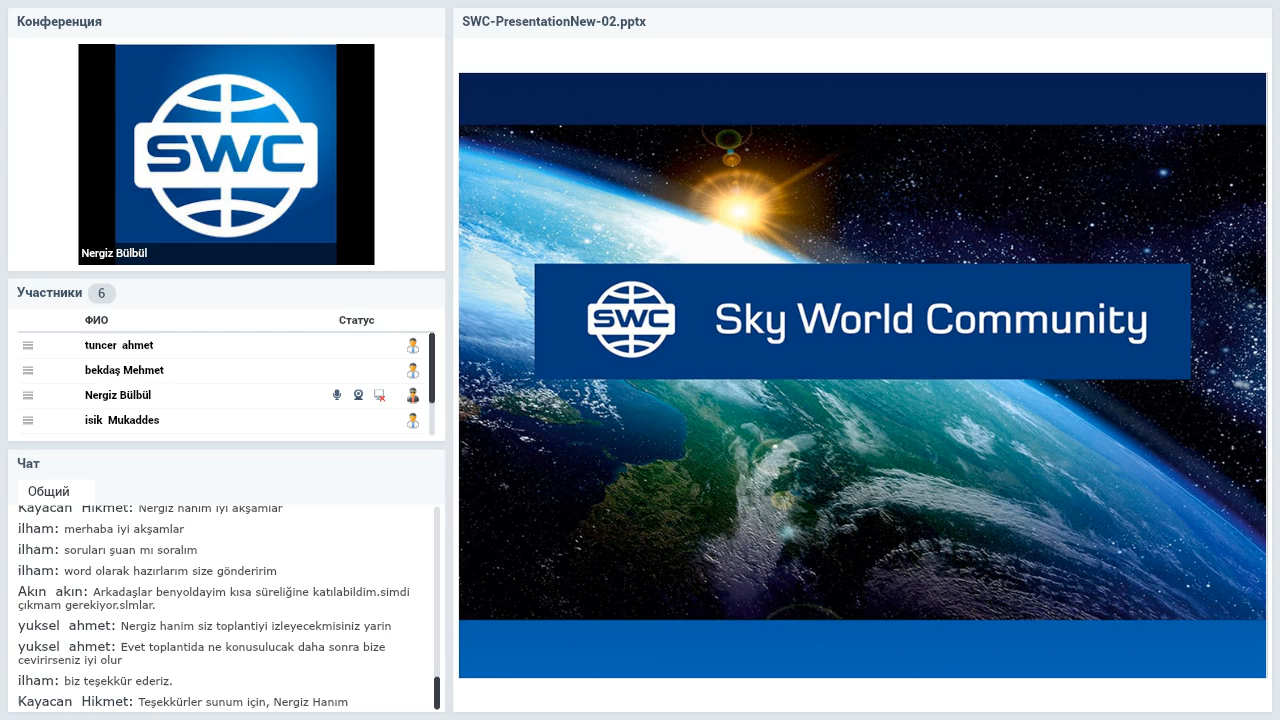 Конференция
SWC
Nergiz Bülbül
Участники 6
ФИО Статус
tuncer ahmet
bekdaş Mehmet
Nergiz Bülbül
isik Mukaddes
Чат
Общий
Kayacan Hikmet: Nergiz hanım iyi akşamlar
ilham: merhaba iyi akşamlar
ilham: soruları şuan mı soralım
ilham: word olarak hazırlarım size gönderirim
Akın akın: Arkadaşlar benyoldayim kısa süreliğine katılabildim.simdi
çıkmam gerekiyor.slmlar.
yuksel ahmet: Nergiz hanim siz toplantiyi izleyecekmisiniz yarin
yuksel ahmet: Evet toplantida ne konusulucak daha sonra bize
cevirirseniz iyi olur
ilham: biz teşekkür ederiz.
Kayacan Hikmet: Teşekkürler sunum için, Nergiz Hanım
SWC-PresentationNew-02.pptx
SWC Sky World Community